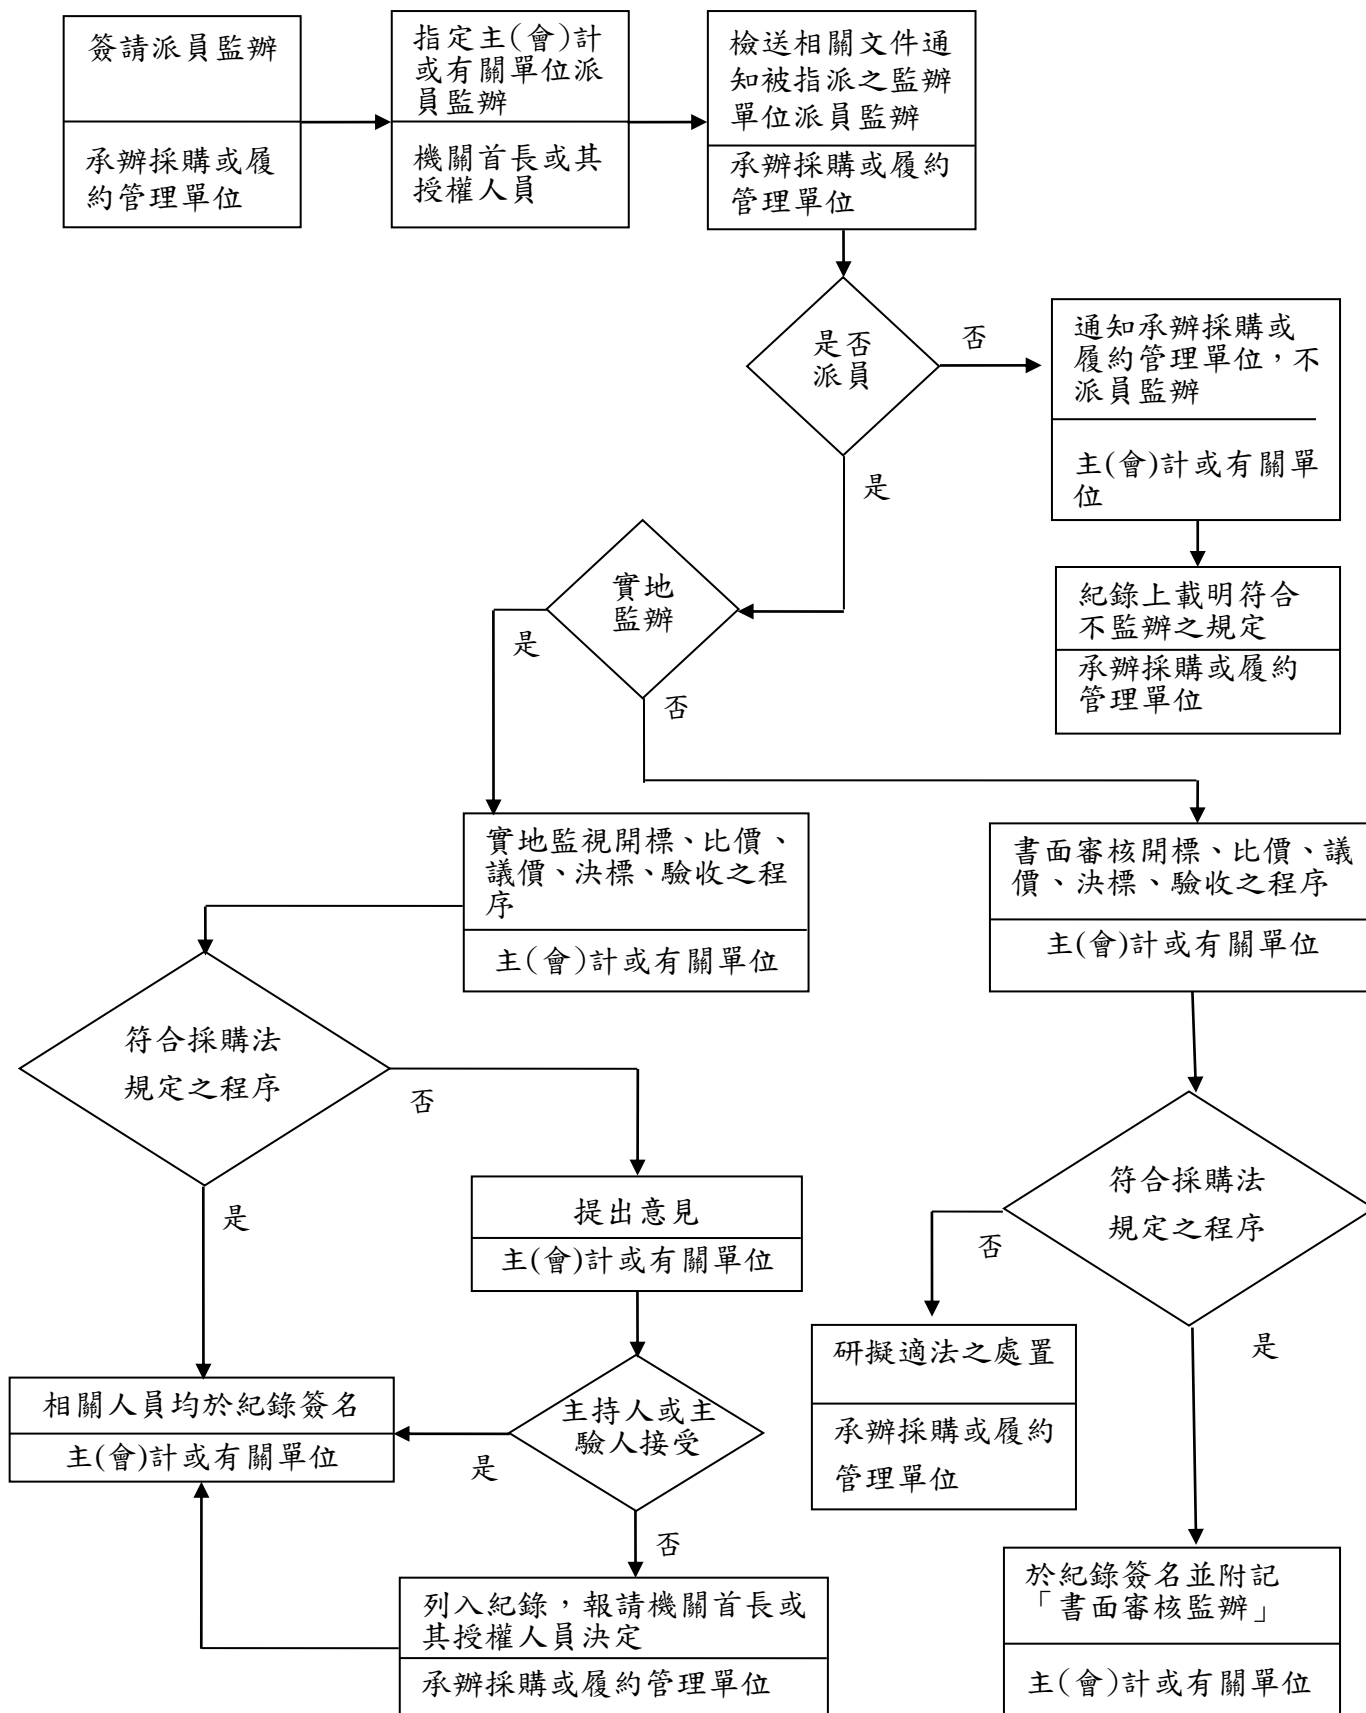 簽請派員監辦
承辦採購或履
約管理單位
指定主(會)計
或有關單位派
員監辦
機關首長或其
授權人員
檢送相關文件通
知被指派之監辦
單位派員監辦
承辦採購或履約
管理單位
是否
派員
否
是
通知承辦採購或
履約管理單位，不
派員監辦
主(會)計或有關單
位
紀錄上載明符合
不監辦之規定
承辦採購或履約
管理單位
實地
監辦
是
否
實地監視開標、比價、
議價、決標、驗收之程
序
主(會)計或有關單位
書面審核開標、比價、議
價、決標、驗收之程序
主(會)計或有關單位
符合採購法
規定之程序
否
是
提出意見
主(會)計或有關單位
符合採購法
規定之程序
否
是
研擬適法之處置
承辦採購或履約
管理單位
相關人員均於紀錄簽名
主(會)計或有關單位
主持人或主
驗人接受
是
否
列入紀錄，報請機關首長或
其授權人員決定
承辦採購或履約管理單位
於紀錄簽名並附記
「書面審核監辦」
主(會)計或有關單位